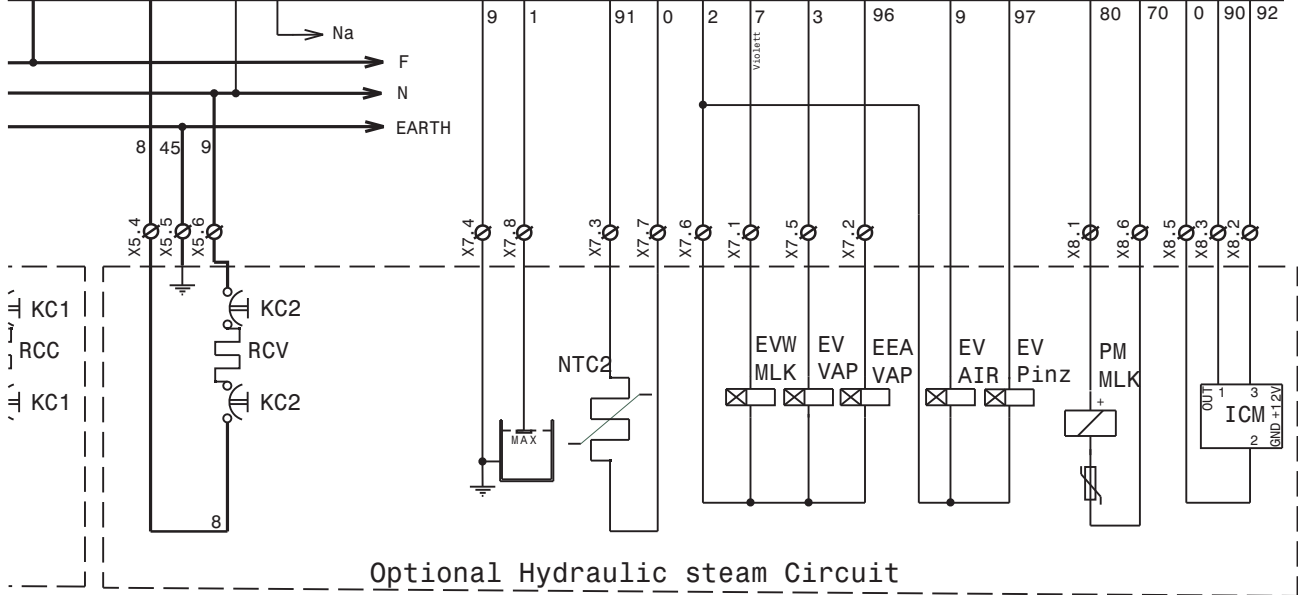 9 1 91 0 2 7 3 96 9 97 80 70 0 90 92
Na
Violett
F
N
EARTH
8 45 9
X5.4 X5.5 X5.6 X7.4 X7.8 X7.3 X7.7 X7.6 X7.1 X7.5 X7.2 X8.1 X8.6 X8.5 X8.3 X8.2
KC1 KC2
RCC RCV
KC1 KC2
NTC2
MAX
EVW
MLK
EV
VAP
EEA
VAP
EV
AIR
EV
Pinz
PM
MLK
+
OUT 1 3 +12V
ICM
2 GND
8
Optional Hydraulic steam Circuit